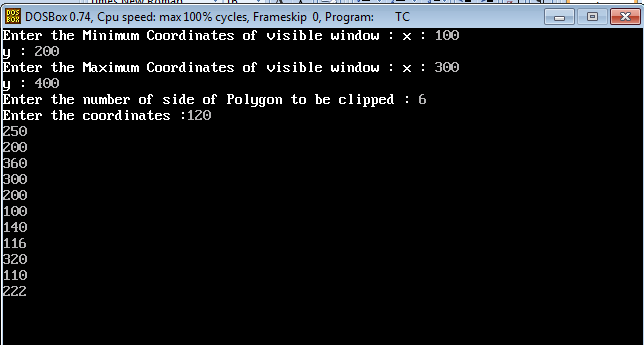 DOSBox 0.74, Cpu speed: max 100% cycles, Frameskip 0, Program: TC
Enter the Minimum Coordinates of visible window : x : 100
y : 200
Enter the Maximum Coordinates of visible window : x : 300
y : 400
Enter the number of side of Polygon to be clipped : 6
Enter the coordinates :120
250
200
360
300
200
100
140
116
320
110
222